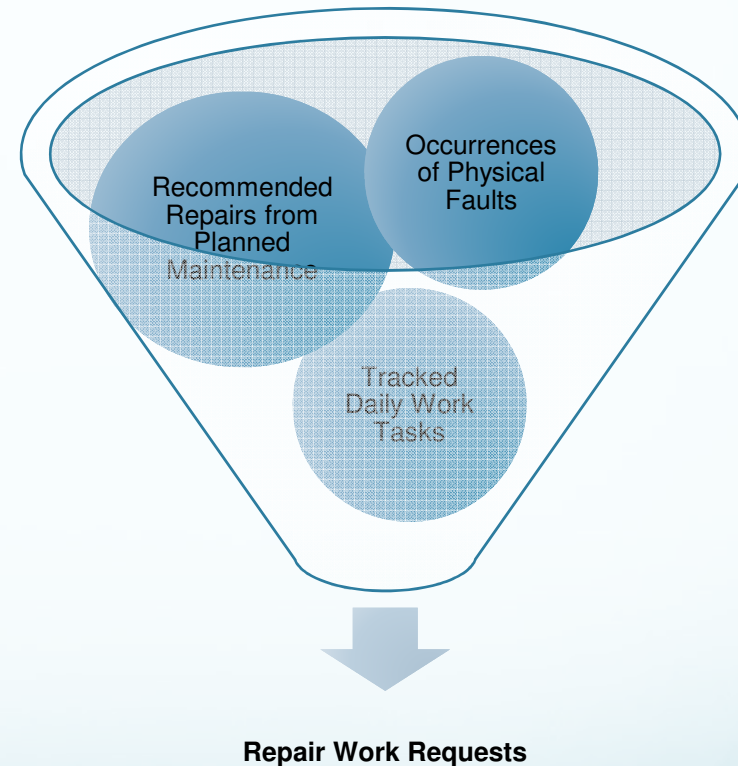 Recommended
Repairs from
Planned
Maintenance
Occurrences
of Physical
Faults
Tracked
Daily Work
Tasks
Repair Work Requests